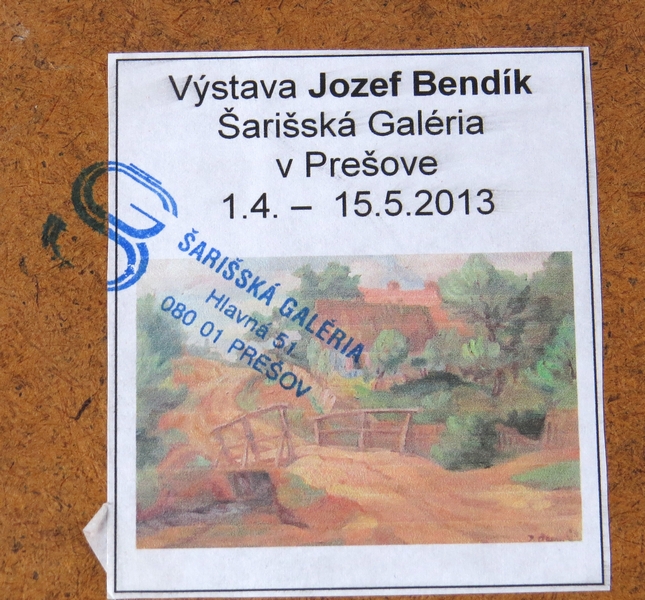 Výstava Jozef Bendík
Šarišská Galéria
v Prešove
1.4. – 15.5.2013
ŠARIŠSKÁ GALÉRIA
Hlavná 51
080 01 PREŠOV